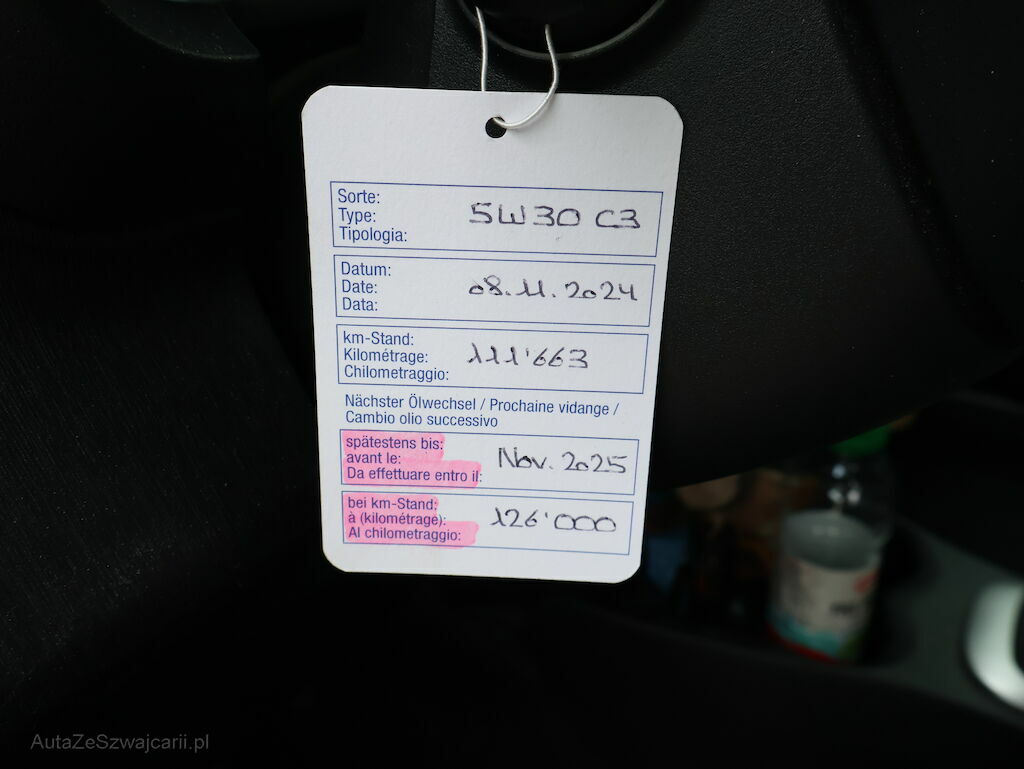 Sorte:
Type:
Tipologia:
5W30 C3
Datum:
Date:
Data:
08.11.2024
km-Stand:
Kilométrage:
Chilometraggio:
111'663
Nächster Ölwechsel / Prochaine vidange /
Cambio olio successivo
spätestens bis:
avant le:
Da effettuare entro il:
Nov. 2025
bei km-Stand:
à (kilométrage):
Al chilometraggio:
126'000
AutaZeSzwajcarii.pl